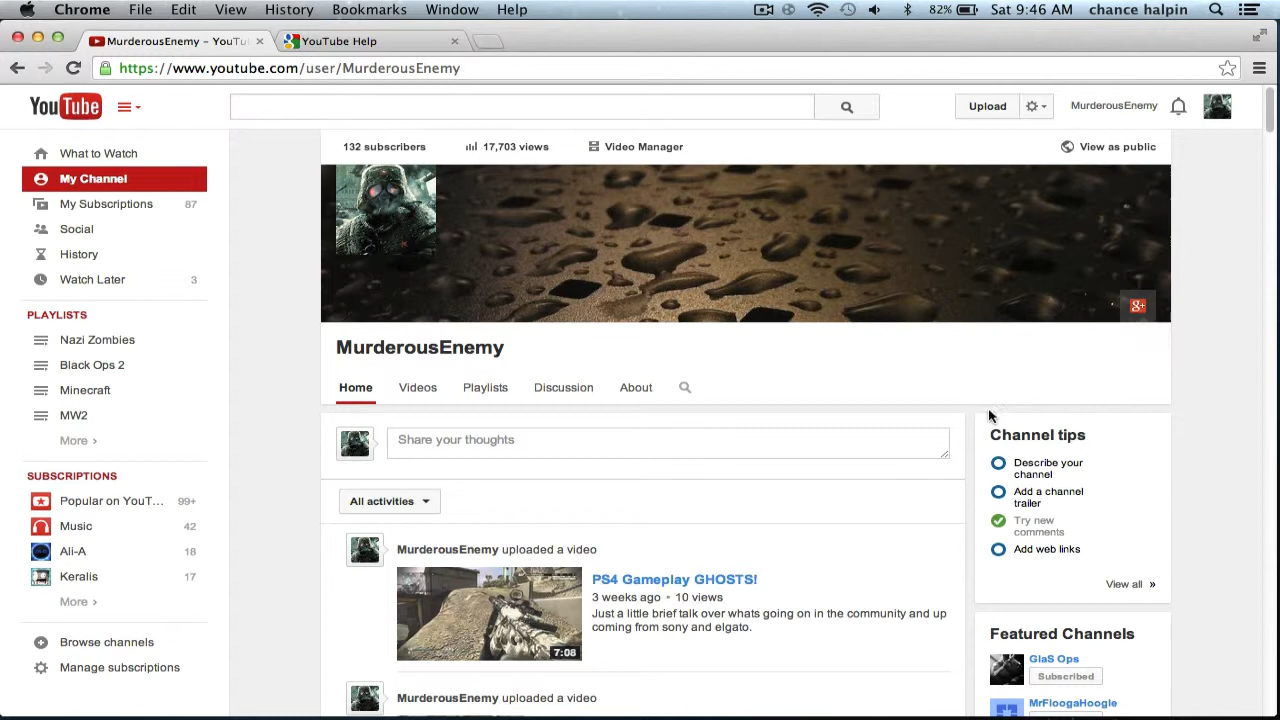 Chrome File Edit View History Bookmarks Window Help 82% Sat 9:46 AM chance halpin
MurderousEnemy – YouTu
YouTube Help
https://www.youtube.com/user/MurderousEnemy
YouTube
Upload
MurderousEnemy
What to Watch
My Channel
My Subscriptions 87
Social
History
Watch Later 3
PLAYLISTS
Nazi Zombies
Black Ops 2
Minecraft
MW2
More ›
SUBSCRIPTIONS
Popular on YouT... 99+
Music 42
Ali-A 18
Keralis 17
More ›
Browse channels
Manage subscriptions
132 subscribers 17,703 views Video Manager View as public
g+
MurderousEnemy
Home Videos Playlists Discussion About
Share your thoughts
All activities
MurderousEnemy uploaded a video
PS4 Gameplay GHOSTS!
3 weeks ago • 10 views
Just a little brief talk over whats going on in the community and up
coming from sony and elgato.
7:08
MurderousEnemy uploaded a video
Channel tips
Describe your
channel
Add a channel
trailer
Try new
comments
Add web links
View all »
Featured Channels
GlaS Ops
Subscribed
MrFloogaHoogle